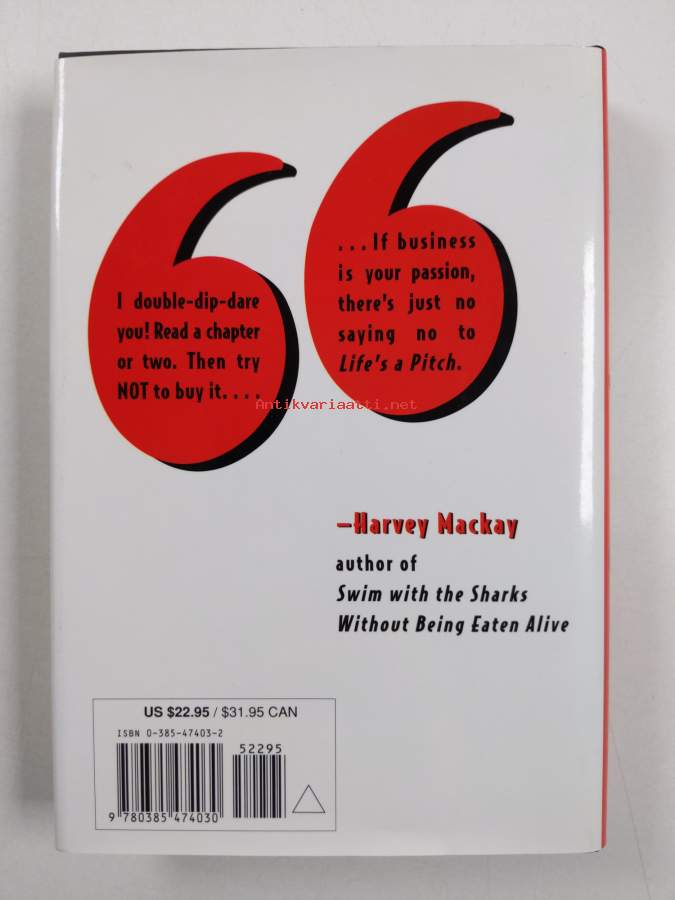 I double-dip-dare
you! Read a chapter
or two. Then try
NOT to buy it. . . .
. . . If business
is your passion,
there's just no
saying no to
Life's a Pitch.
Antikvariaatti.net
—Harvey Mackay
author of
Swim with the Sharks
Without Being Eaten Alive
US $22.95 / $31.95 CAN
ISBN 0-385-47403-2
52295
9 780385 474030